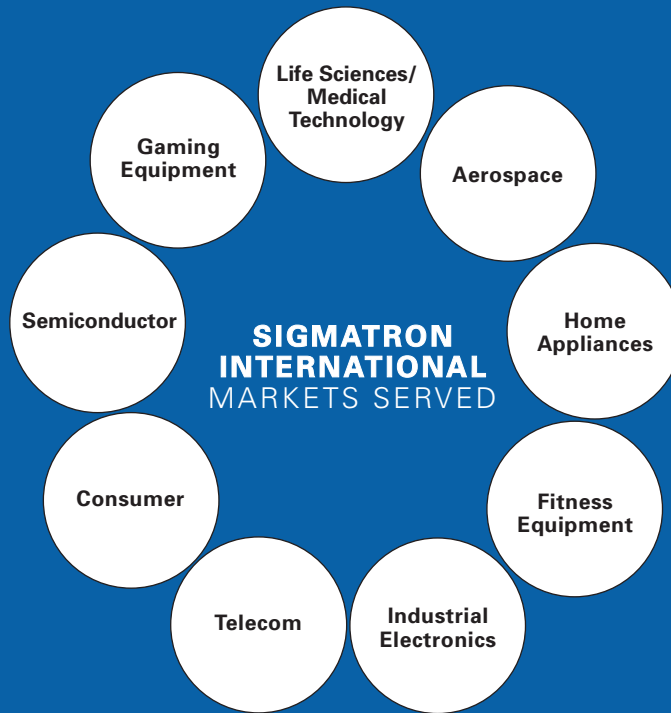 Life Sciences/
Medical
Technology
Gaming
Equipment
Aerospace
Semiconductor
SIGMATRON
INTERNATIONAL
MARKETS SERVED
Home
Appliances
Consumer
Fitness
Equipment
Telecom
Industrial
Electronics